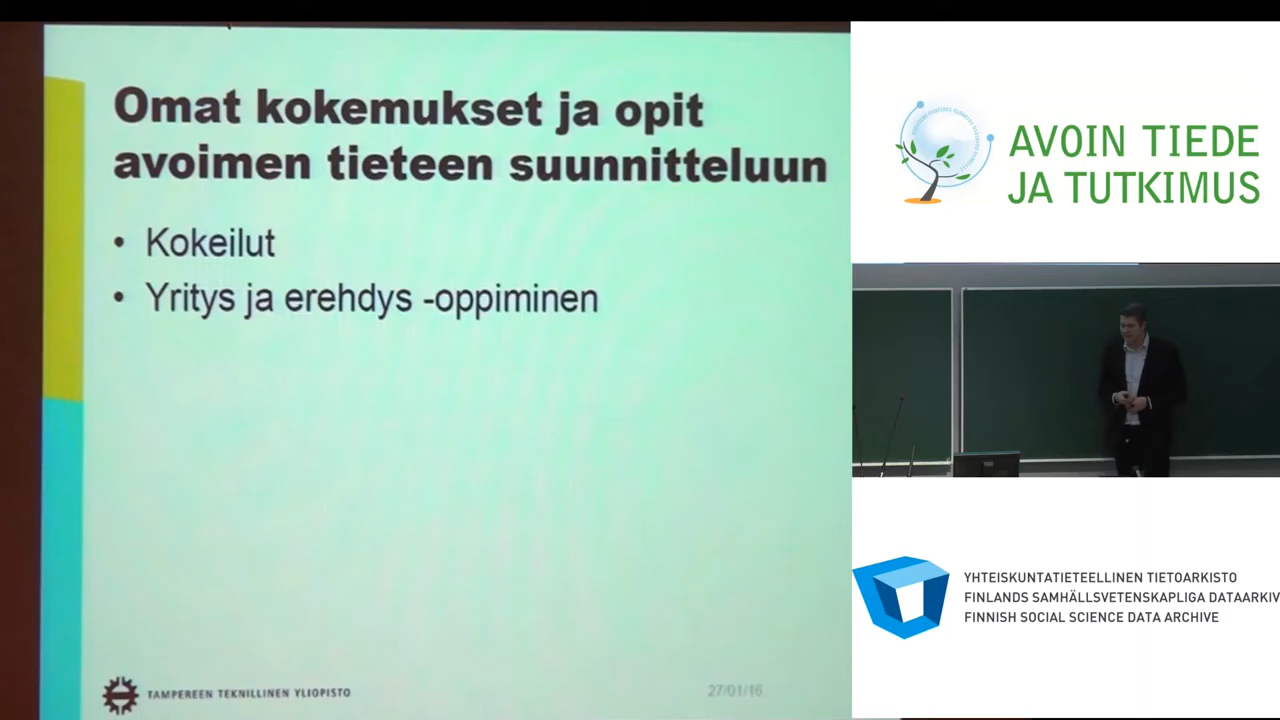 Omat kokemukset ja opit
avoimen tieteen suunnitteluun
• Kokeilut
• Yritys ja erehdys -oppiminen
TAMPEREEN TEKNILLINEN YLIOPISTO
27/01/16
AVOIN TIEDE
JA TUTKIMUS
YHTEISKUNTATIETEELLINEN TIETOARKISTO
FINLANDS SAMHÄLLSVETENSKAPLIGA DATAARKIV
FINNISH SOCIAL SCIENCE DATA ARCHIVE